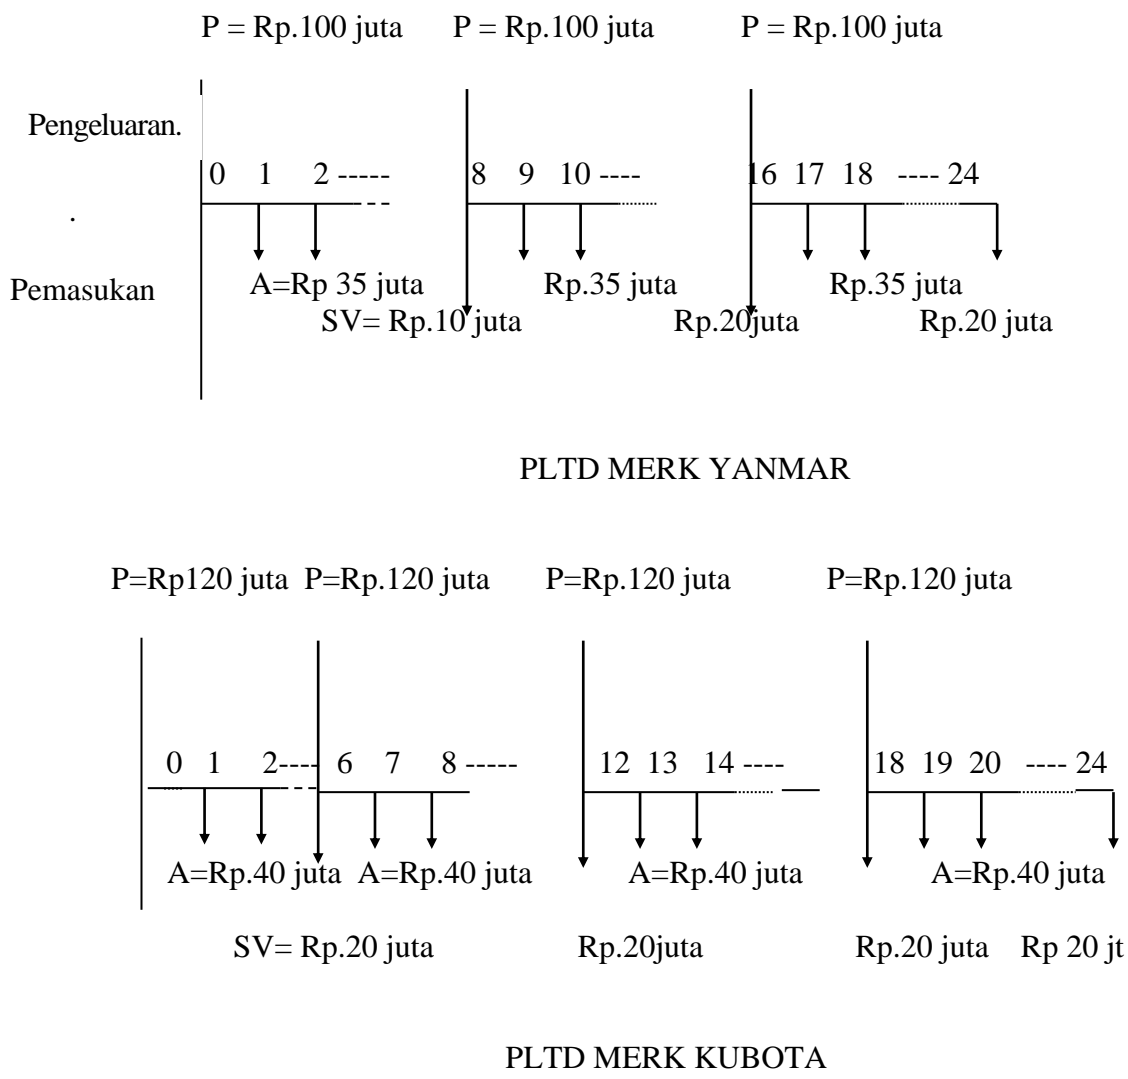 P = Rp.100 juta P = Rp.100 juta P = Rp.100 juta
Pengeluaran.
0 1 2 ----- 8 9 10 ---- 16 17 18 ---- 24
.
Pemasukan A=Rp 35 juta Rp.35 juta Rp.35 juta
SV= Rp.10 juta Rp.20juta Rp.20 juta
PLTD MERK YANMAR
P=Rp120 juta P=Rp.120 juta P=Rp.120 juta P=Rp.120 juta
0 1 2---- 6 7 8 ----- 12 13 14 ---- 18 19 20 ---- 24
A=Rp.40 juta A=Rp.40 juta A=Rp.40 juta A=Rp.40 juta
SV= Rp.20 juta Rp.20juta Rp.20 juta Rp 20 jt
PLTD MERK KUBOTA